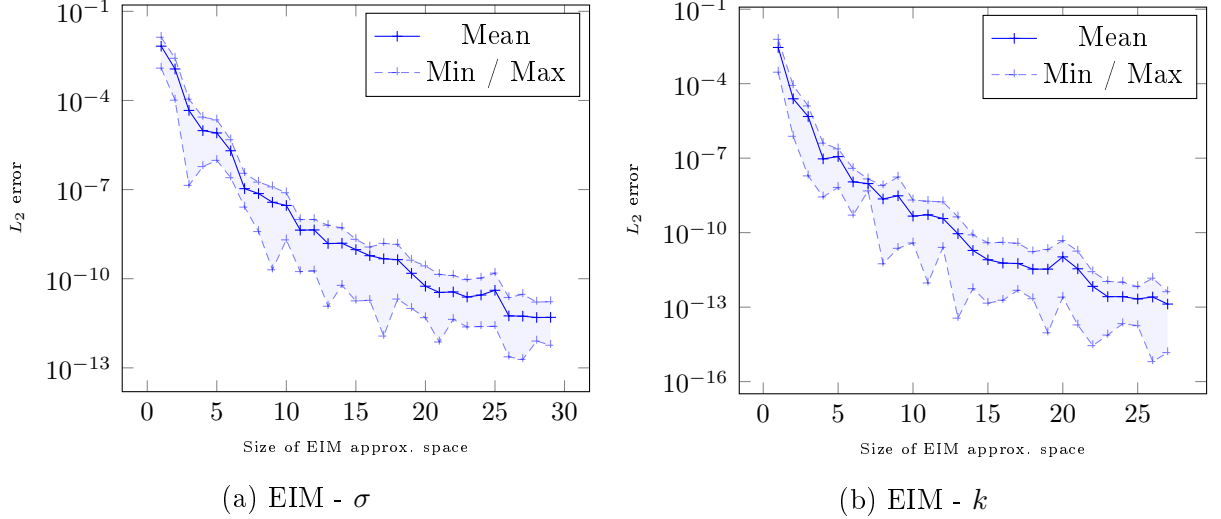 10^{-1}
10^{-4}
10^{-7}
10^{-10}
10^{-13}
L_2 error
Mean
Min / Max
0 5 10 15 20 25 30
Size of EIM approx. space
(a) EIM - σ
10^{-1}
10^{-4}
10^{-7}
10^{-10}
10^{-13}
10^{-16}
L_2 error
Mean
Min / Max
0 5 10 15 20 25
Size of EIM approx. space
(b) EIM - k